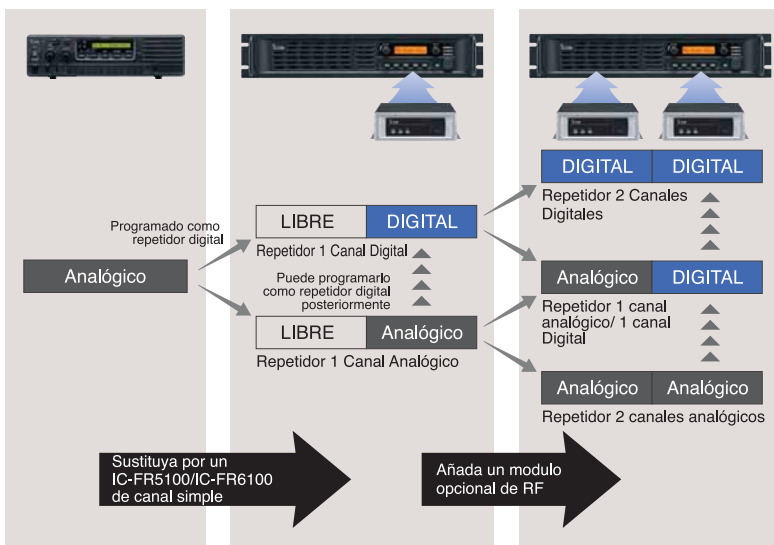 Programado como
repetidor digital
Analógico
LIBRE DIGITAL
Repetidor 1 Canal Digital
Puede programarlo
como repetidor digital
posteriormente
LIBRE Analógico
Repetidor 1 Canal Analógico
DIGITAL DIGITAL
Repetidor 2 Canales
Digitales
Analógico DIGITAL
Repetidor 1 canal
analógico/ 1 canal
Digital
Analógico Analógico
Repetidor 2 canales analógicos
Sustituya por un
IC-FR5100/IC-FR6100
de canal simple
Añada un modulo
opcional de RF